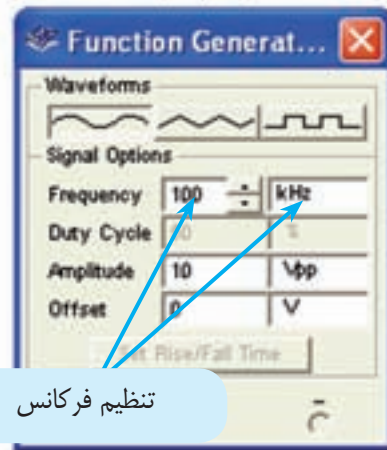 Function Generat...
Waveforms
Signal Options
Frequency 100 kHz
Duty Cycle
Amplitude 10 Vpp
Offset 0 V
Rise/Fall Time
تنظیم فرکانس